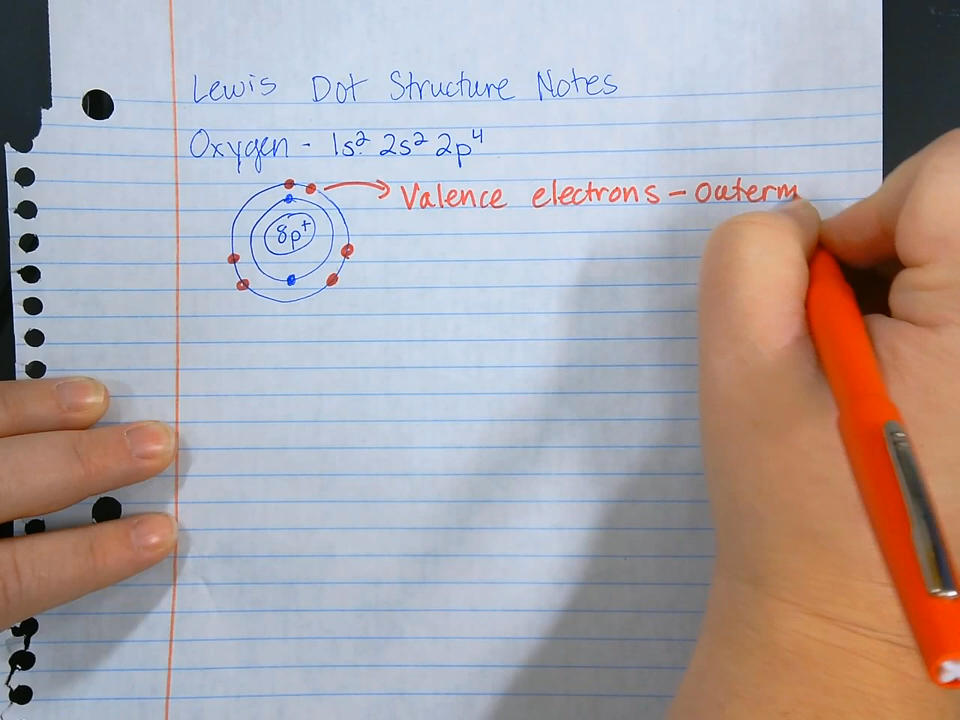 Lewis Dot Structure Notes
Oxygen - 1s² 2s² 2p⁴
Valence electrons - outerm
8p⁺